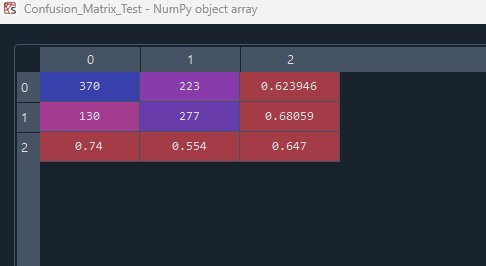 Confusion_Matrix_Test - NumPy object array
0 1 2
0 370 223 0.623946
1 130 277 0.68059
2 0.74 0.554 0.647